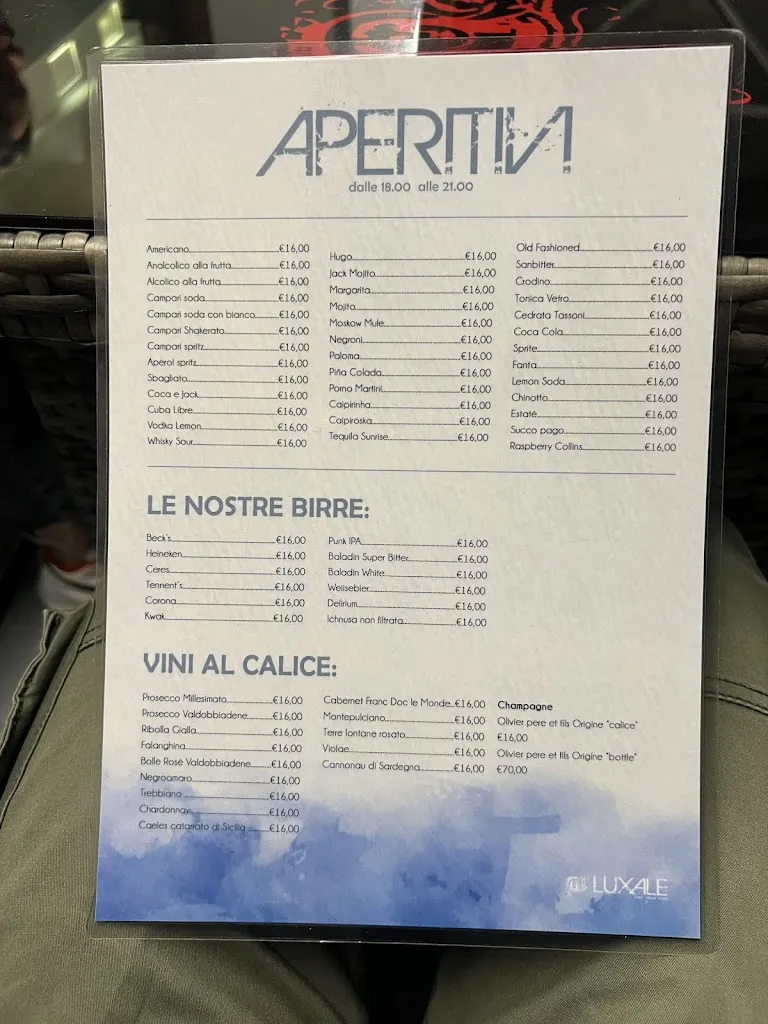 APERITIVI
dalle 18.00 alle 21.00
Americano €16,00
Analcolico alla frutta €16,00
Alcolico alla frutta €16,00
Campari soda €16,00
Campari soda con bianco €16,00
Campari Shakerato €16,00
Campari spritz €16,00
Aperol spritz €16,00
Sbagliato €16,00
Coca e Jack €16,00
Cuba Libre €16,00
Vodka Lemon €16,00
Whisky Sour €16,00
Hugo €16,00
Jack Mojito €16,00
Margarita €16,00
Mojito €16,00
Moskow Mule €16,00
Negroni €16,00
Paloma €16,00
Piña Colada €16,00
Porno Martini €16,00
Caipirinha €16,00
Caipiroska €16,00
Tequila Sunrise €16,00
Old Fashioned €16,00
Sanbitter €16,00
Crodino €16,00
Tonica Vetro €16,00
Cedrata Tassoni €16,00
Coca Cola €16,00
Sprite €16,00
Fanta €16,00
Lemon Soda €16,00
Chinotto €16,00
Estatè €16,00
Succo pago €16,00
Raspberry Collins €16,00
LE NOSTRE BIRRE:
Beck's €16,00
Heineken €16,00
Ceres €16,00
Tennent's €16,00
Corona €16,00
Kwak €16,00
Punk IPA €16,00
Baladin Super Bitter €16,00
Baladin White €16,00
Weissebier €16,00
Delirium €16,00
Ichnusa non filtrata €16,00
VINI AL CALICE:
Prosecco Millesimato €16,00
Prosecco Valdobbiadene €16,00
Ribolla Gialla €16,00
Falanghina €16,00
Bolle Rosè Valdobbiadene €16,00
Negroamaro €16,00
Trebbiano €16,00
Chardonnay €16,00
Caeles catarrato di Sicilia €16,00
Cabernet Franc Doc le Monde €16,00
Montepulciano €16,00
Terre lontane rosato €16,00
Violae €16,00
Cannonau di Sardegna €16,00
Champagne
Olivier pere et fils Origine "calice"
€16,00
Olivier pere et fils Origine "bottle"
€70,00
LUXALE